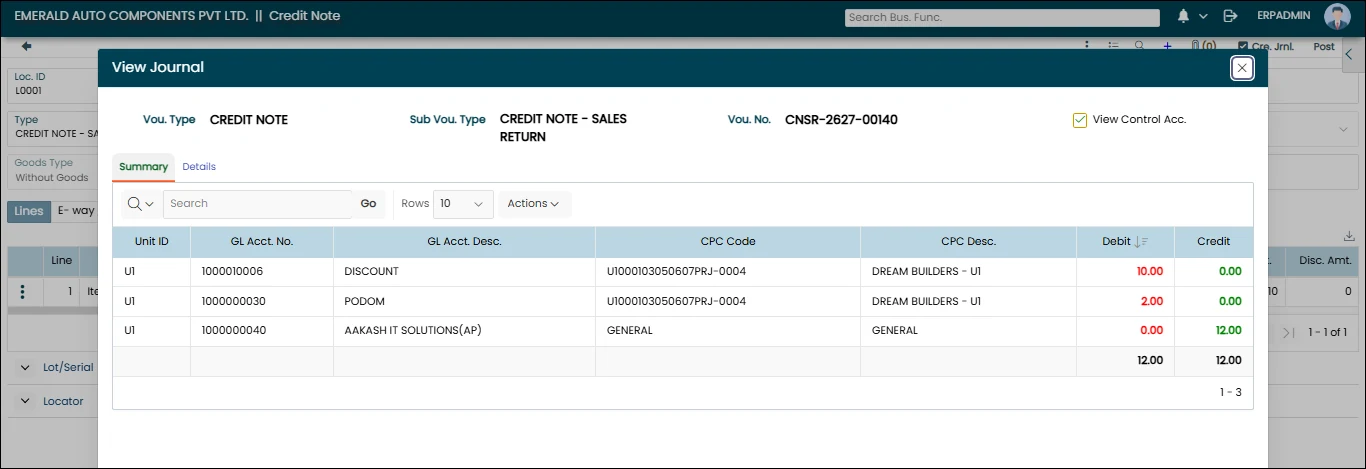 EMERALD AUTO COMPONENTS PVT LTD. || Credit Note
Search Bus. Func.
ERPADMIN
(0) Cre. Jrnl. Post
View Journal
Loc. ID
L0001
Type
CREDIT NOTE - SA
Goods Type
Without Goods
Lines E- way
Vou. Type CREDIT NOTE
Sub Vou. Type CREDIT NOTE - SALES
RETURN
Vou. No. CNSR-2627-00140
View Control Acc.
Summary Details
Search Go Rows 10 Actions
Unit ID GL Acct. No. GL Acct. Desc. CPC Code CPC Desc. Debit Credit
U1 1000010006 DISCOUNT U1000103050607PRJ-0004 DREAM BUILDERS - U1 10.00 0.00
U1 1000000030 PODOM U1000103050607PRJ-0004 DREAM BUILDERS - U1 2.00 0.00
U1 1000000040 AAKASH IT SOLUTIONS(AP) GENERAL GENERAL 0.00 12.00
12.00 12.00
1 - 3
Line
1 Ite
Disc. Amt.
10 0
1 - 1 of 1
Lot/Serial
Locator